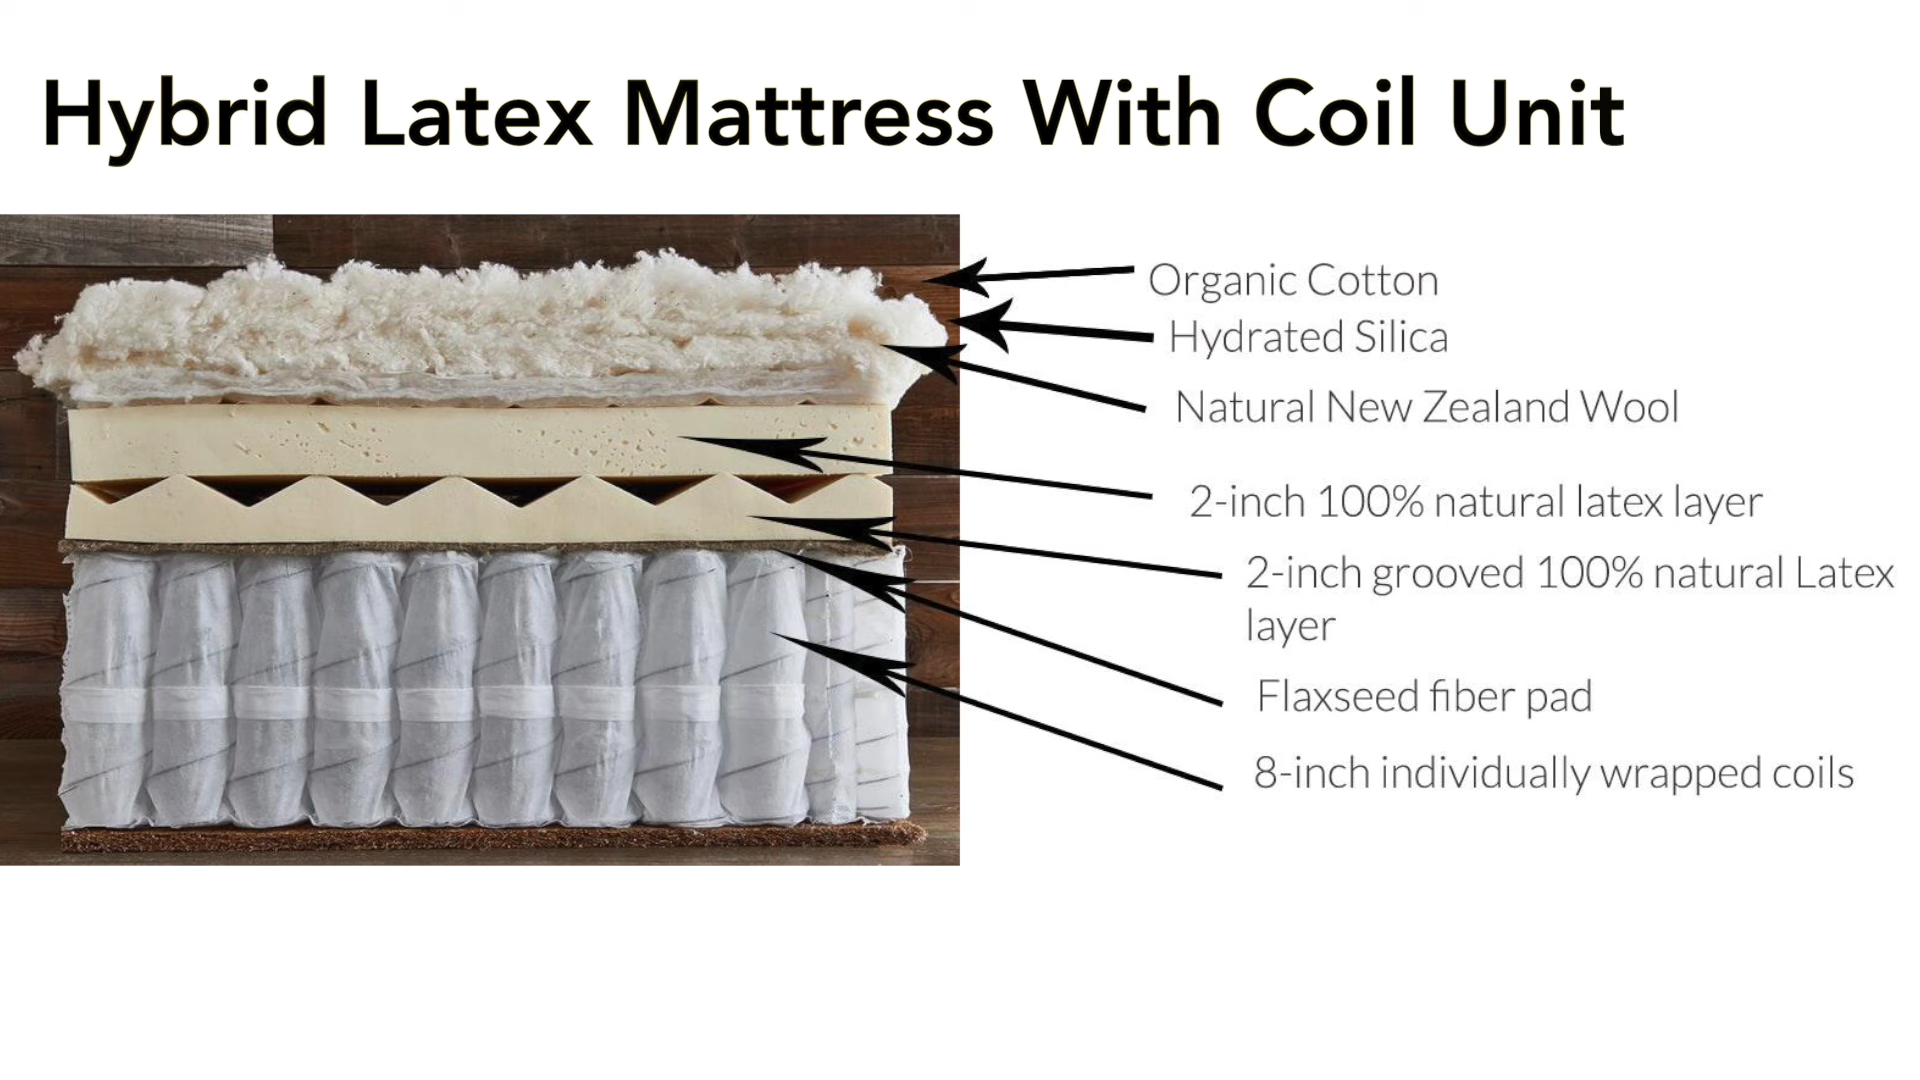 Hybrid Latex Mattress With Coil Unit
Organic Cotton
Hydrated Silica
Natural New Zealand Wool
2-inch 100% natural latex layer
2-inch grooved 100% natural Latex
layer
Flaxseed fiber pad
8-inch individually wrapped coils